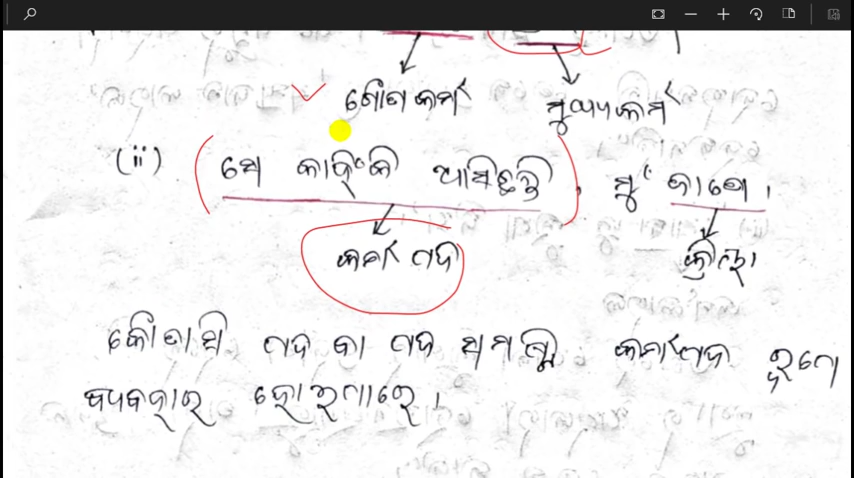 ଗୌଣ କର୍ମ ମୁଖ୍ୟ କର୍ମ
(ii) ସେ କାହିଁକି ଆସିଛନ୍ତି, ମୁଁ ଜାଣେ ।
କର୍ମ ପଦ କ୍ରିୟା
କୌଣସି ପଦ ବା ପଦ ସମଷ୍ଟି କର୍ମପଦ ରୂପେ
ବ୍ୟବହାର ହୋଇପାରେ ।